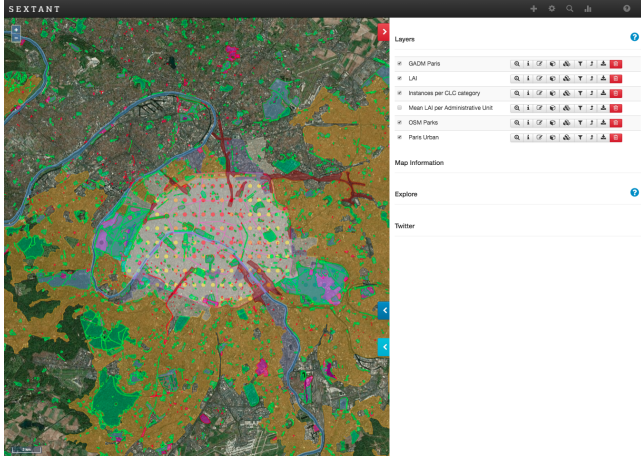 SEXTANT
Layers
GADM Paris
LAI
Instances per CLC category
Mean LAI per Administrative Unit
OSM Parks
Paris Urban
Map Information
Explore
Twitter